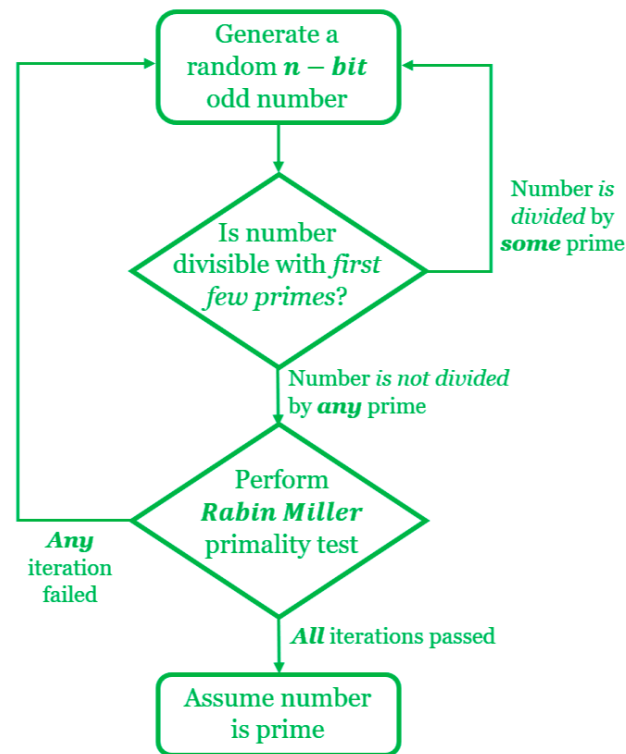 Generate a
random n – bit
odd number
Number is
divided by
some prime
Is number
divisible with first
few primes?
Number is not divided
by any prime
Perform
Rabin Miller
primality test
Any
iteration
failed
All iterations passed
Assume number
is prime